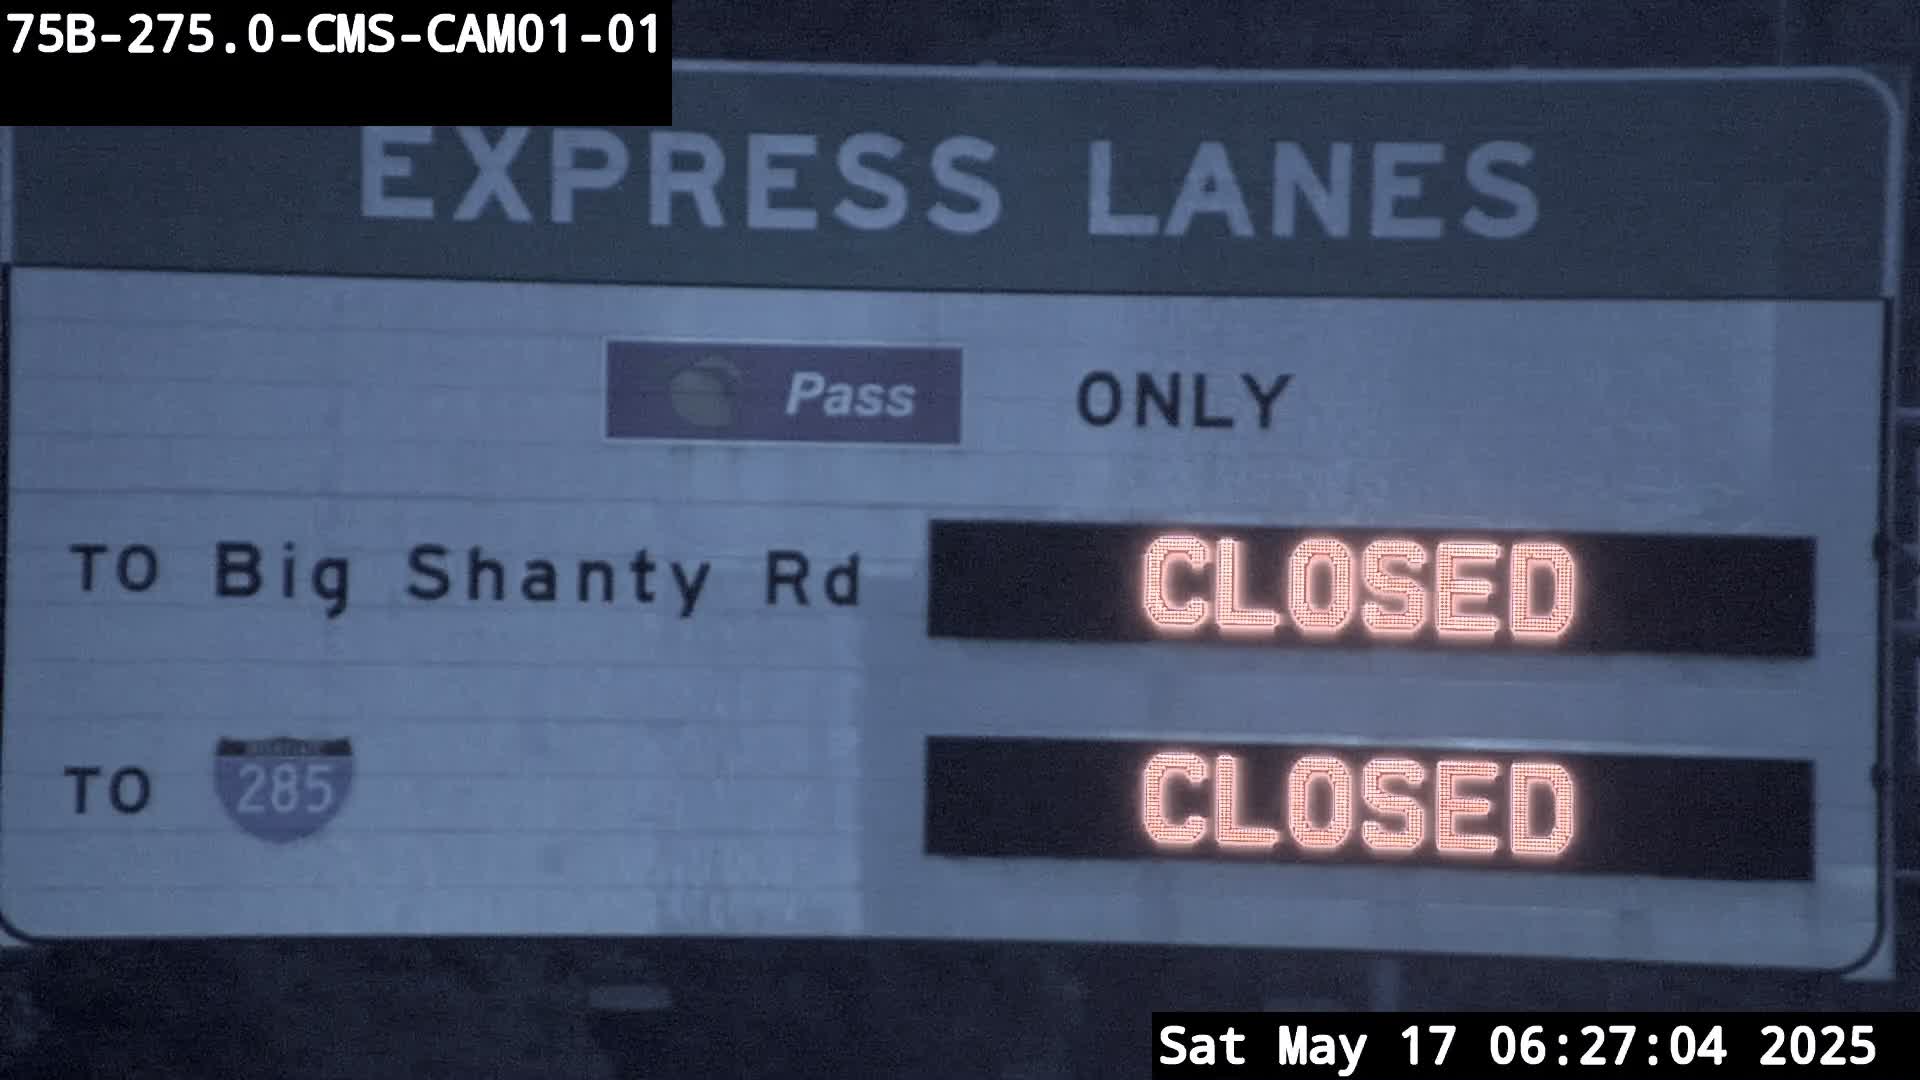 75B-275.0-CMS-CAM01-01
EXPRESS LANES
Pass ONLY
TO Big Shanty Rd CLOSED
TO 285 CLOSED
Sat May 17 06:27:04 2025